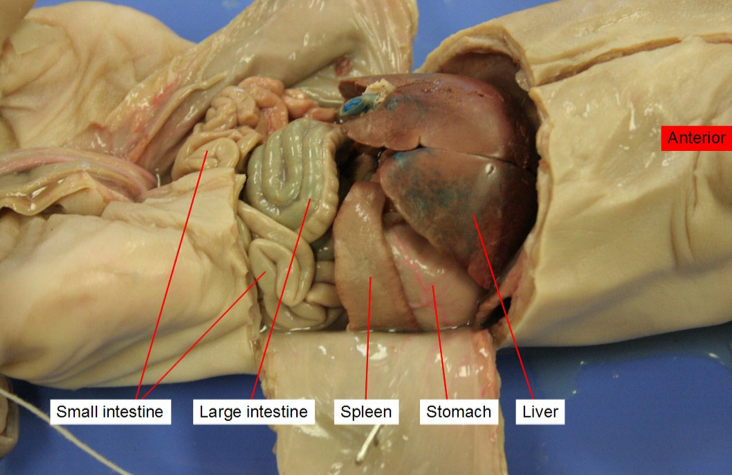 Anterior
Small intestine
Large intestine
Spleen
Stomach
Liver